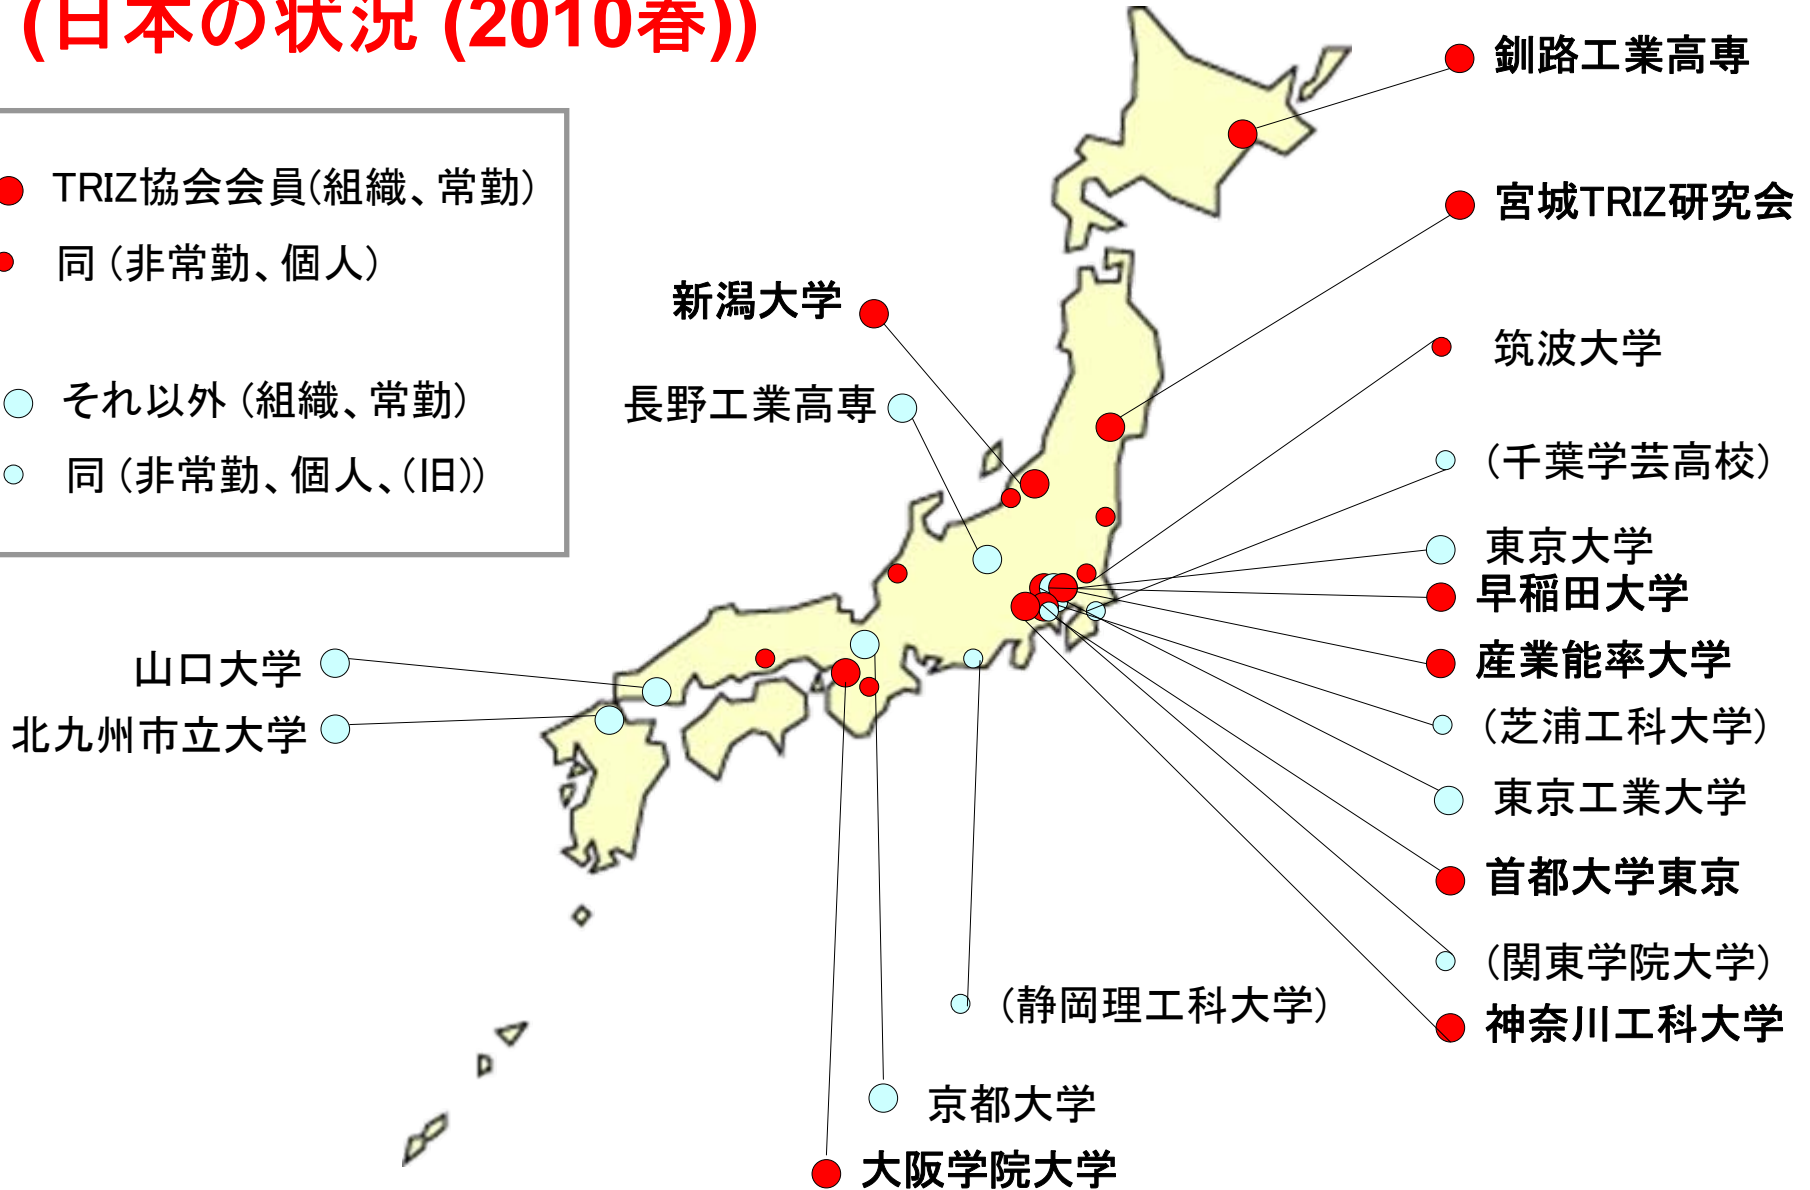 (日本の状況 (2010春))
TRIZ協会会員(組織、常勤)
同 (非常勤、個人)
それ以外 (組織、常勤)
同 (非常勤、個人、(旧))
釧路工業高専
宮城TRIZ研究会
新潟大学
筑波大学
長野工業高専
(千葉学芸高校)
東京大学
早稲田大学
産業能率大学
山口大学
(芝浦工科大学)
北九州市立大学
東京工業大学
首都大学東京
(関東学院大学)
(静岡理工科大学)
神奈川工科大学
京都大学
大阪学院大学